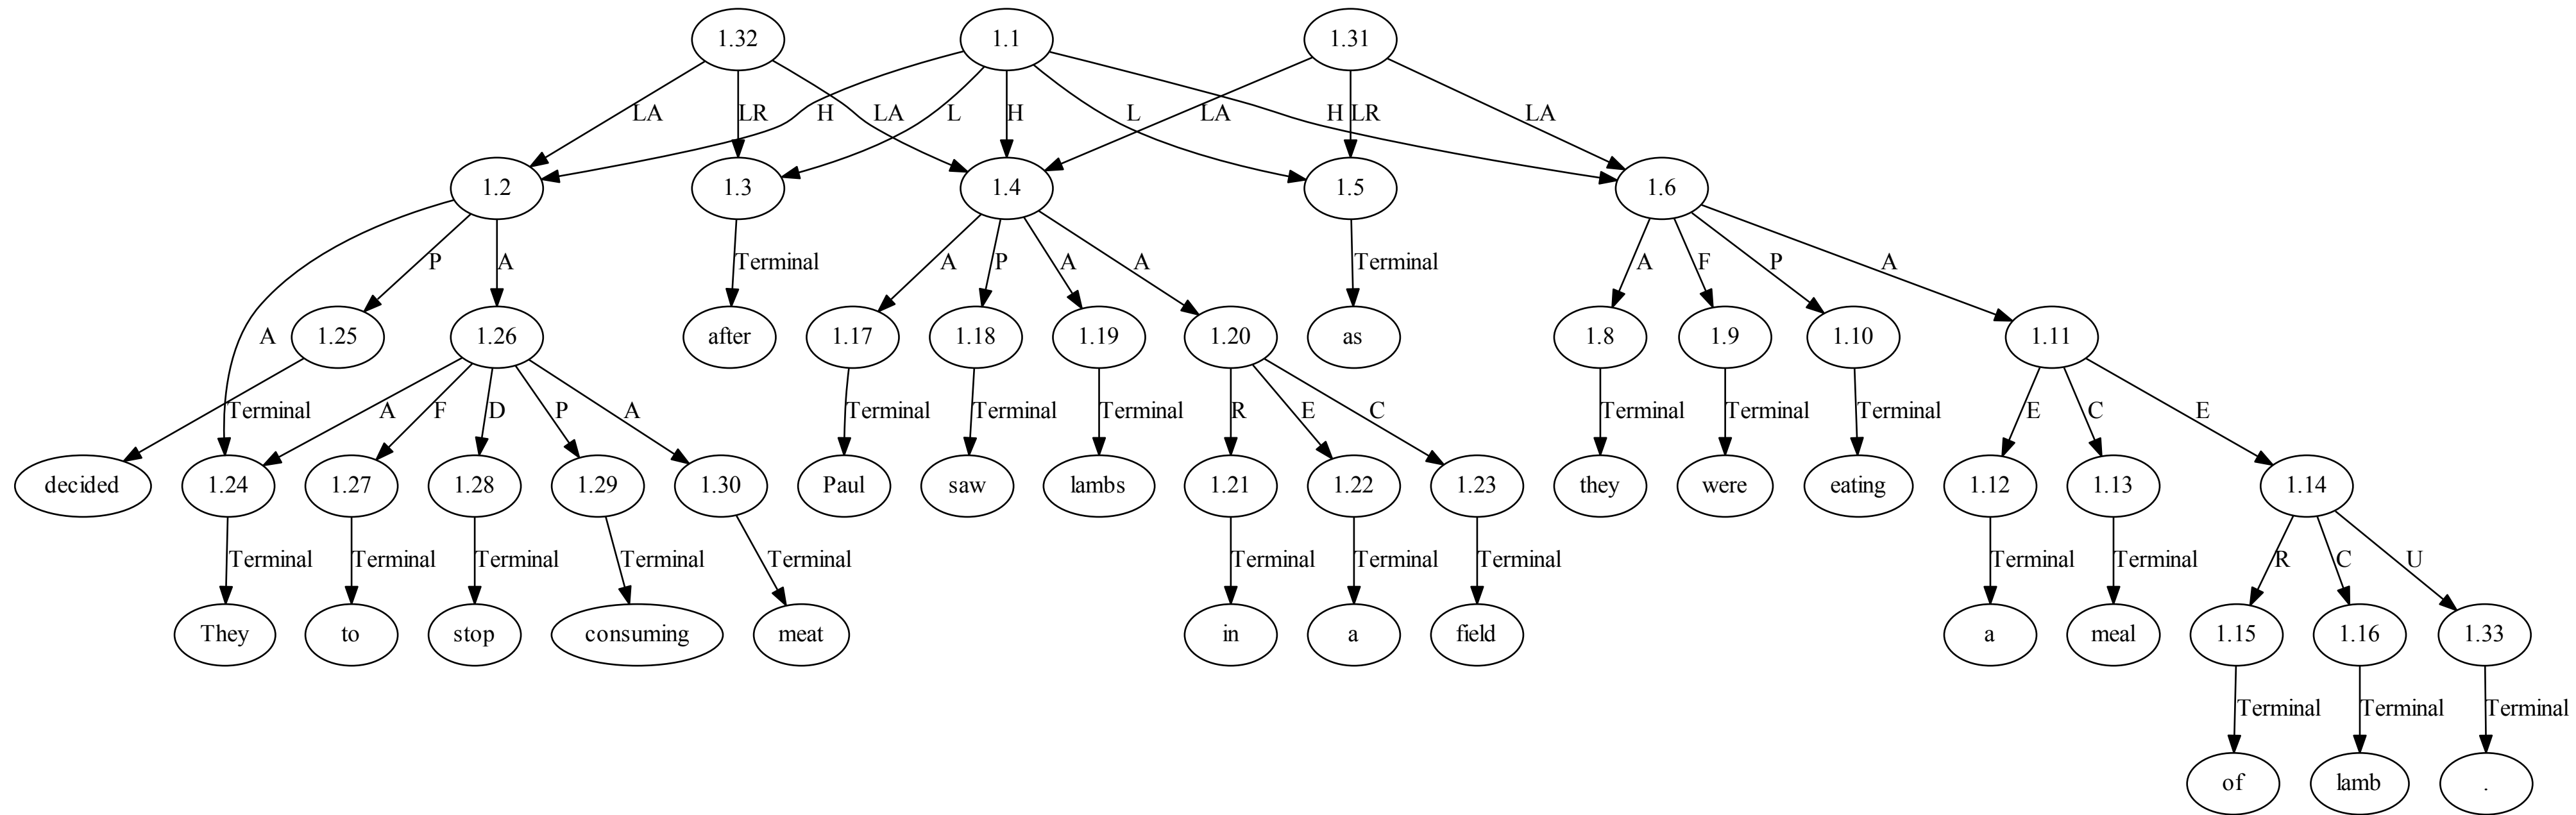 1.32 1.1 1.31
LA LR H LA L H L LA H LR LA
1.2 1.3 1.4 1.5 1.6
P A Terminal A P A A Terminal A F P A
A 1.25 1.26 after 1.17 1.18 1.19 1.20 as 1.8 1.9 1.10 1.11
Terminal A F D P A Terminal Terminal Terminal R E C Terminal Terminal Terminal E C E
decided 1.24 1.27 1.28 1.29 1.30 Paul saw lambs 1.21 1.22 1.23 they were eating 1.12 1.13 1.14
Terminal Terminal Terminal Terminal Terminal Terminal Terminal Terminal Terminal Terminal R C U
They to stop consuming meat in a field a meal 1.15 1.16 1.33
Terminal Terminal Terminal
of lamb .